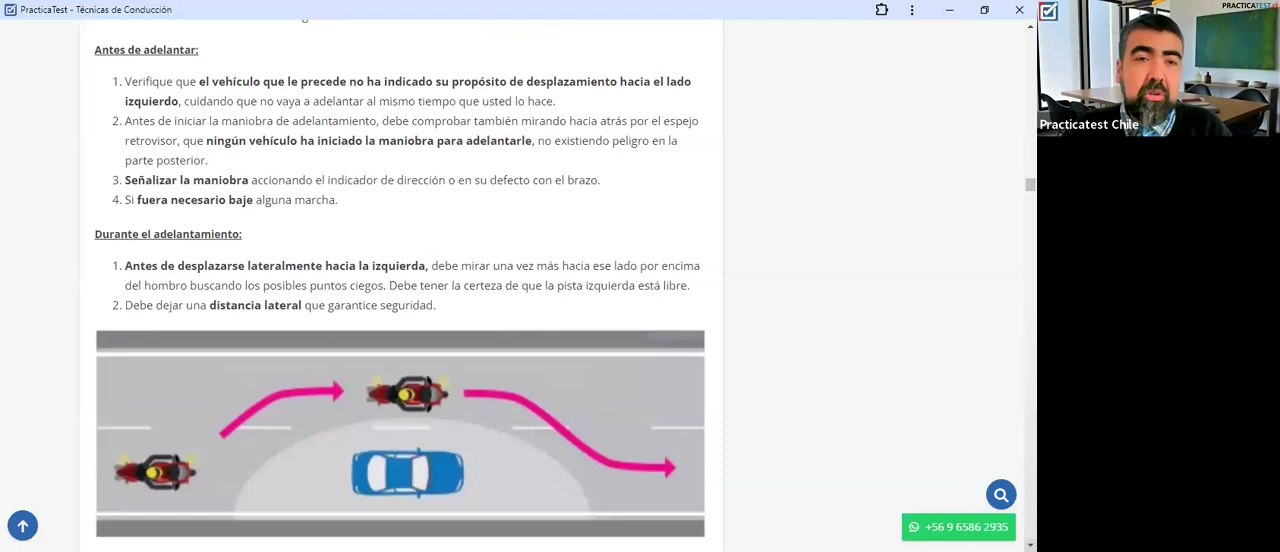 PracticaTest - Técnicas de Conducción
PRACTICATEST
Practicatest Chile
Antes de adelantar:
1. Verifique que el vehículo que le precede no ha indicado su propósito de desplazamiento hacia el lado
izquierdo, cuidando que no vaya a adelantar al mismo tiempo que usted lo hace.
2. Antes de iniciar la maniobra de adelantamiento, debe comprobar también mirando hacia atrás por el espejo
retrovisor, que ningún vehículo ha iniciado la maniobra para adelantarle, no existiendo peligro en la
parte posterior.
3. Señalizar la maniobra accionando el indicador de dirección o en su defecto con el brazo.
4. Si fuera necesario baje alguna marcha.
Durante el adelantamiento:
1. Antes de desplazarse lateralmente hacia la izquierda, debe mirar una vez más hacia ese lado por encima
del hombro buscando los posibles puntos ciegos. Debe tener la certeza de que la pista izquierda está libre.
2. Debe dejar una distancia lateral que garantice seguridad.
+56 9 6586 2935